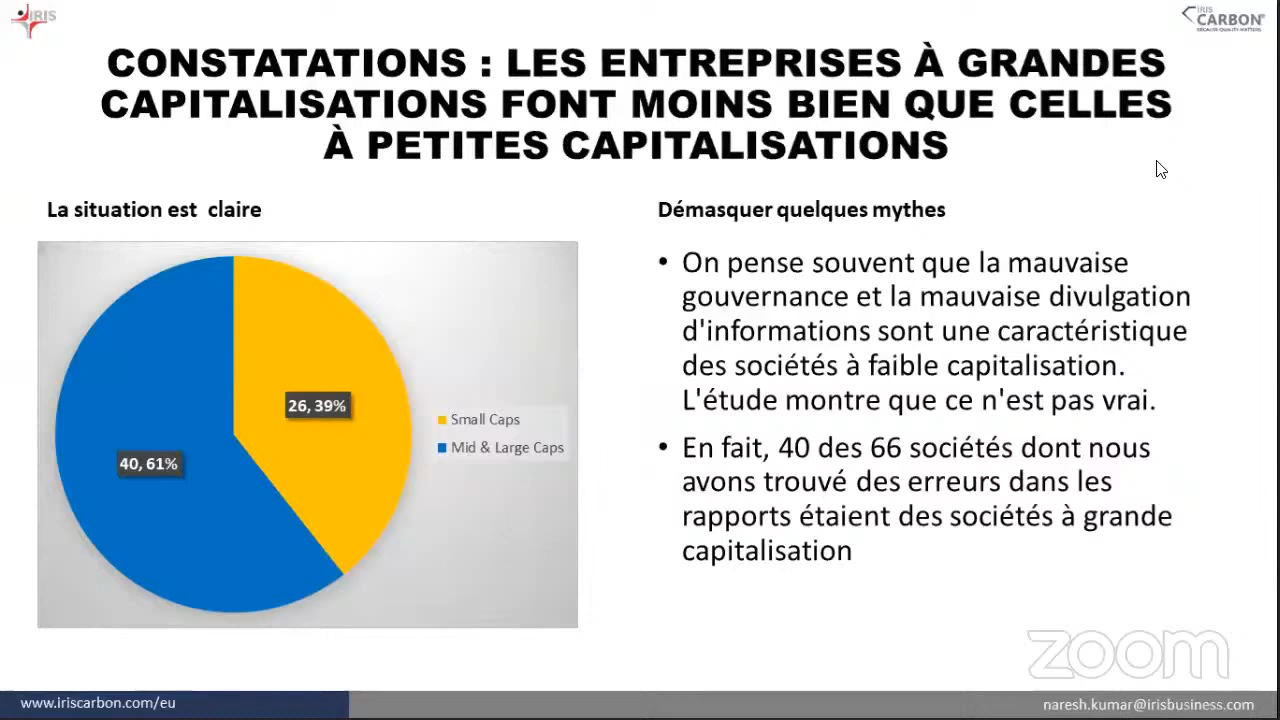 IRIS
IRIS
CARBON®
BECAUSE QUALITY MATTERS
CONSTATATIONS : LES ENTREPRISES À GRANDES
CAPITALISATIONS FONT MOINS BIEN QUE CELLES
À PETITES CAPITALISATIONS
La situation est  claire
26, 39%
40, 61%
Small Caps
Mid & Large Caps
Démasquer quelques mythes
• On pense souvent que la mauvaise
gouvernance et la mauvaise divulgation
d'informations sont une caractéristique
des sociétés à faible capitalisation.
L'étude montre que ce n'est pas vrai.
• En fait, 40 des 66 sociétés dont nous
avons trouvé des erreurs dans les
rapports étaient des sociétés à grande
capitalisation
zoom
www.iriscarbon.com/eu
naresh.kumar@irisbusiness.com